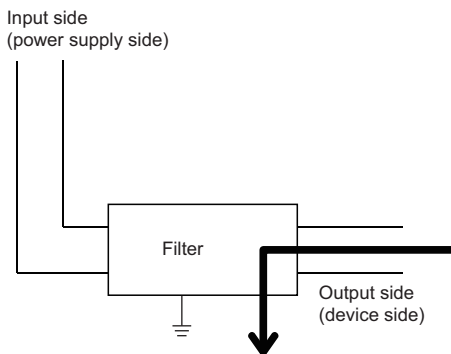 Input side
(power supply side)
Filter
Output side
(device side)